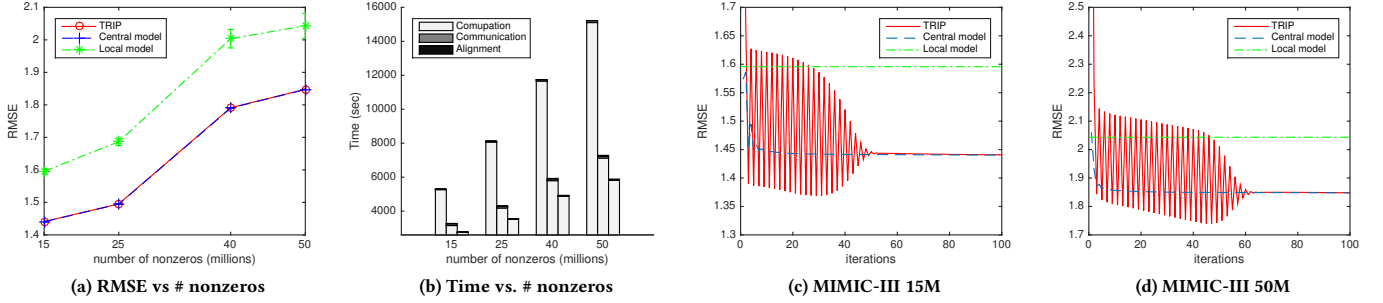 2.1
2
1.9
1.8
1.7
1.6
1.5
1.4
RMSE
TRIP
Central model
Local model
15 25 40 50
number of nonzeros (millions)
(a) RMSE vs # nonzeros
16000
14000
12000
10000
8000
6000
4000
Time (sec)
Comupation
Communication
Alignment
15 25 40 50
number of nonzeros (millions)
(b) Time vs. # nonzeros
1.7
1.6
1.5
1.45
1.4
1.35
1.3
RMSE
TRIP
Central model
Local model
0 20 40 60 80 100
iterations
(c) MIMIC-III 15M
2.5
2.3
2.2
2.1
2
1.9
1.8
1.7
RMSE
TRIP
Central model
Local model
0 20 40 60 80 100
iterations
(d) MIMIC-III 50M